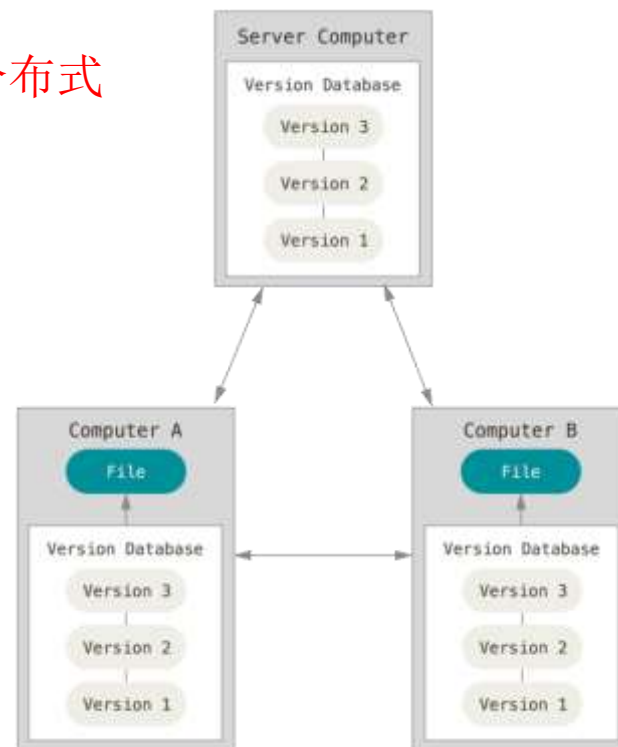 Server Computer
布式
Version Database
Version 3
Version 2
Version 1
Computer A
File
Version Database
Version 3
Version 2
Version 1
Computer B
File
Version Database
Version 3
Version 2
Version 1